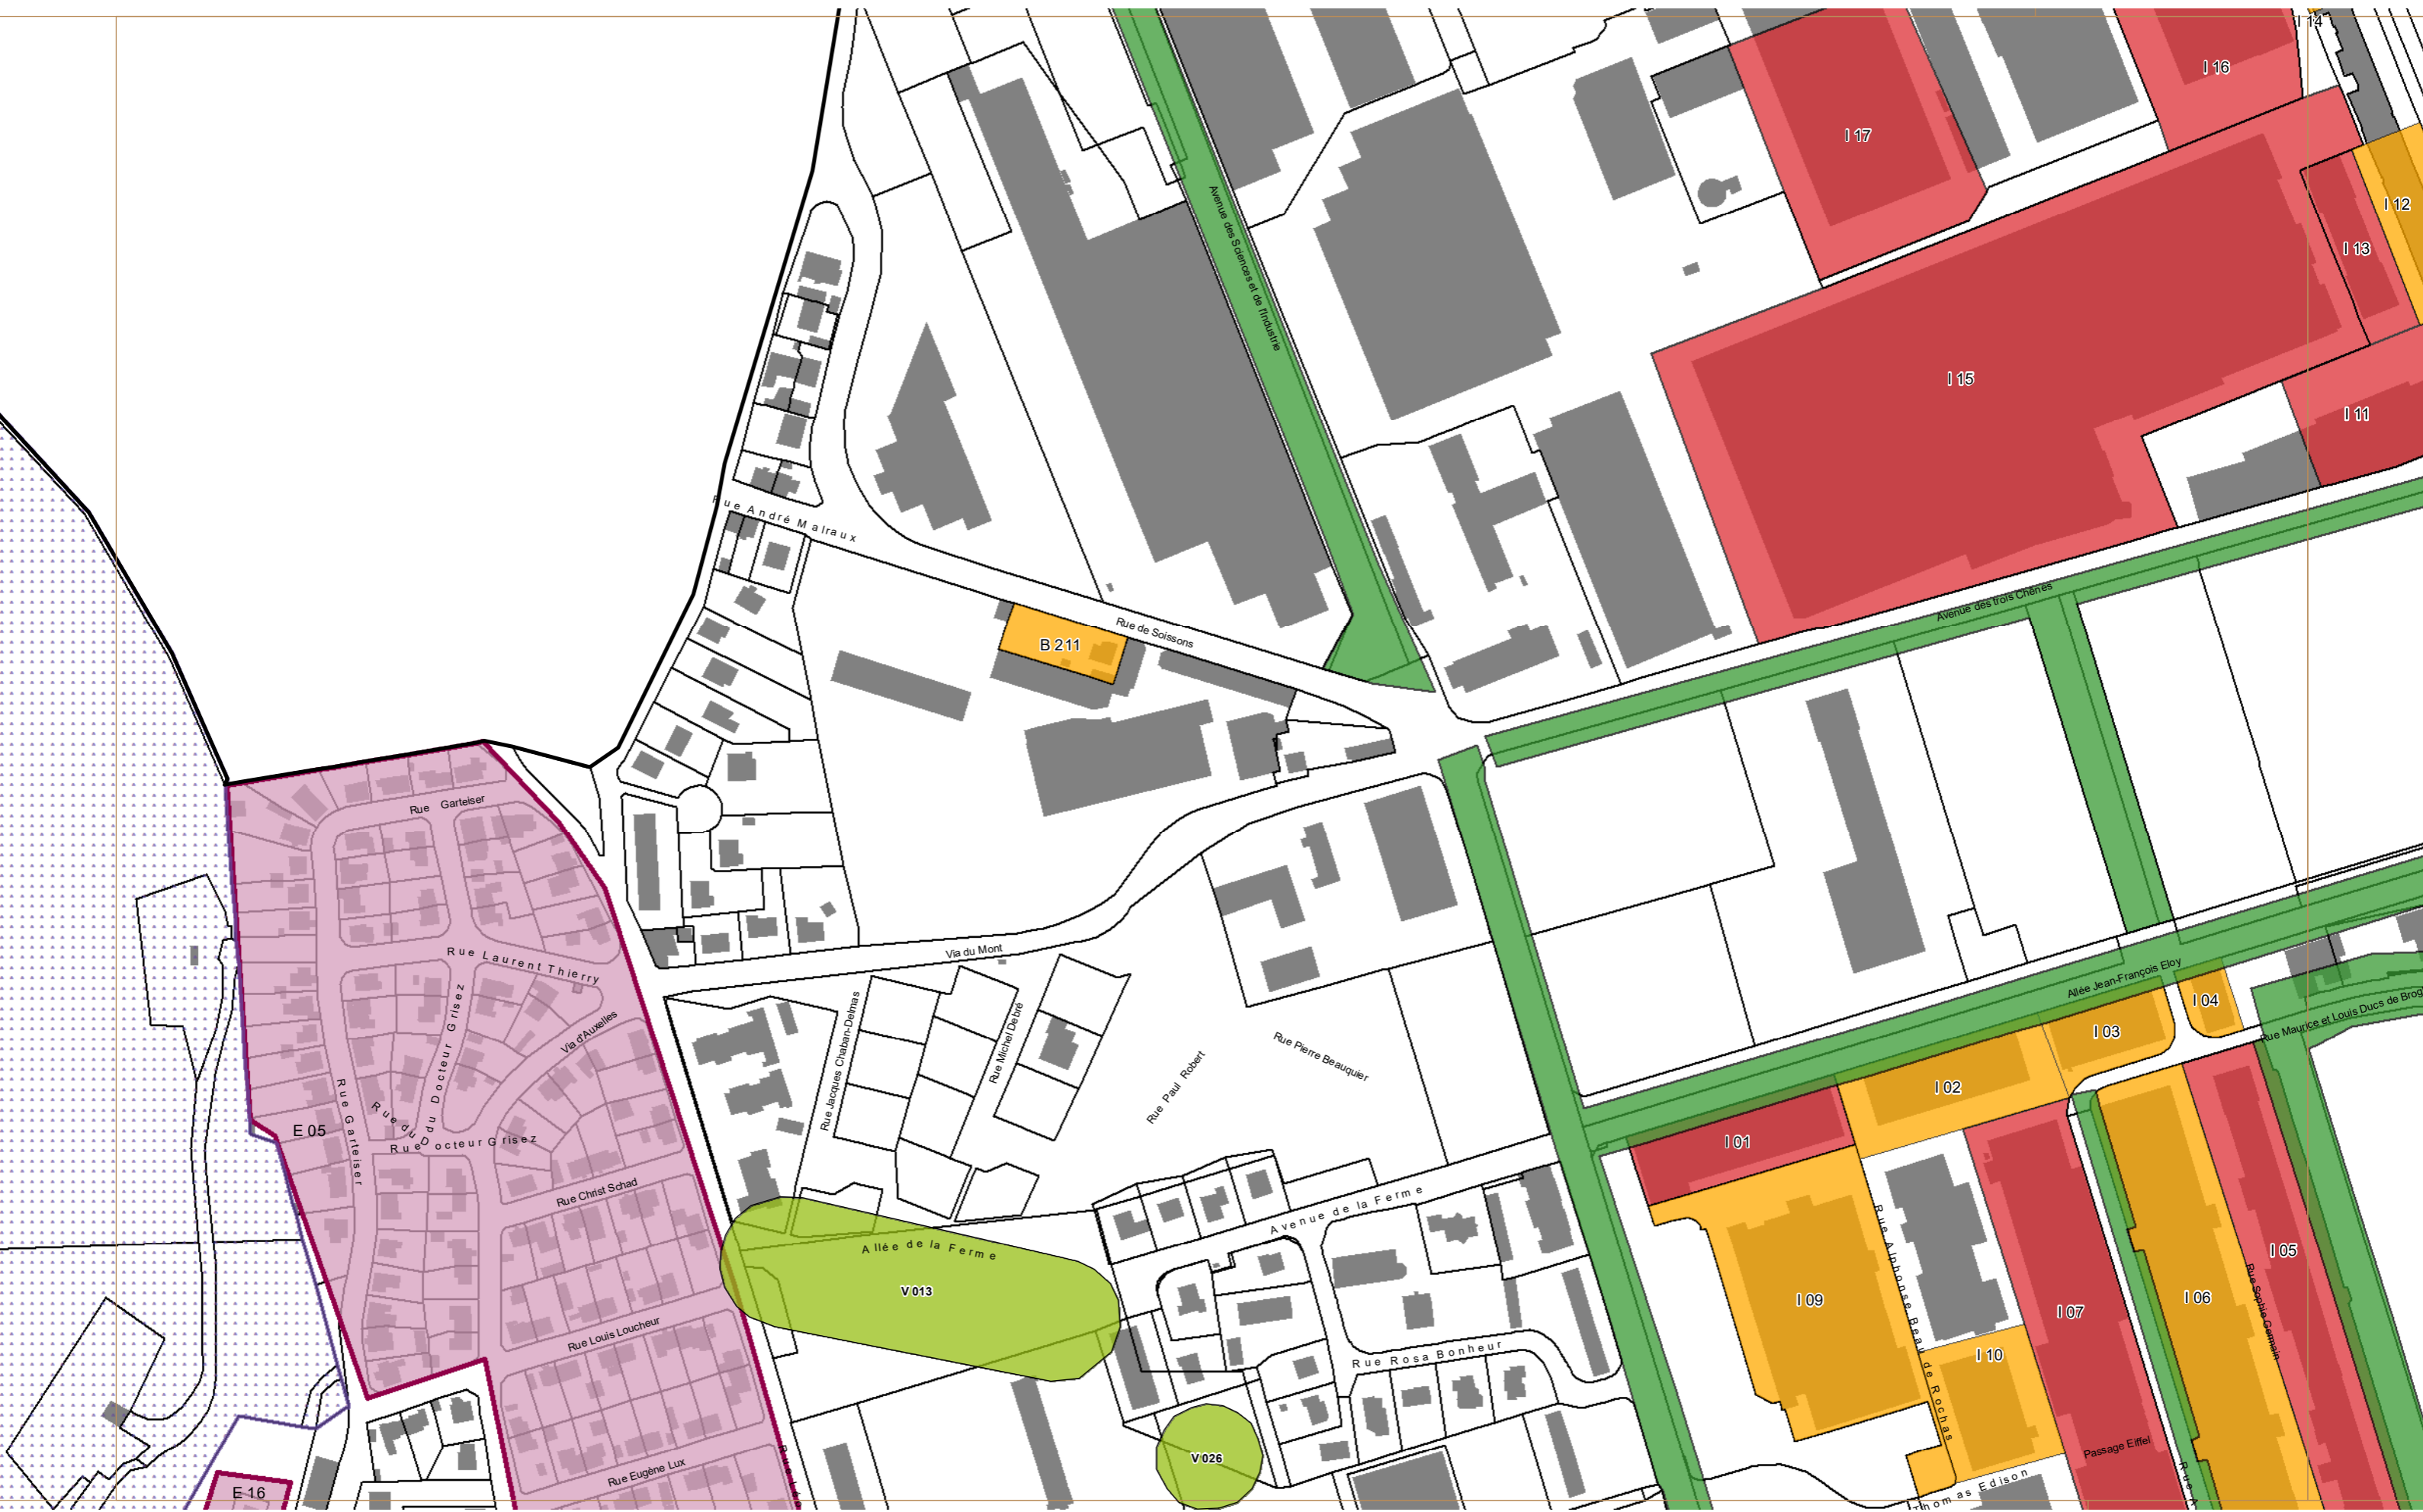 I 14
I 16
I 17
I 12
I 13
Avenue des Sciences et de l'Industrie
I 15
I 11
Rue André Malraux
Avenue des trois Chênes
Rue de Soissons
B 211
Rue Garteiser
Rue Laurent Thierry
Via du Mont
Allée Jean-François Eloy
I 04
Rue Maurice et Louis Ducs de Brog
I 03
Rue du Docteur Grisez
Via d'Auxelles
Rue Jacques Chaban-Delmas
Rue Michel Debré
Rue Paul Robert
Rue Pierre Beauquier
I 02
E 05
Rue Garteiser
Rue du Docteur Grisez
I 01
Rue Christ Schad
Avenue de la Ferme
Allée de la Ferme
V 013
I 05
I 06
I 09
I 07
Rue Alphonse Beau de Rochas
Rue Sophie Germain
Rue Louis Loucheur
Rue Rosa Bonheur
I 10
Passage Eiffel
V 026
Rue Eugène Lux
Thomas Edison
E 16